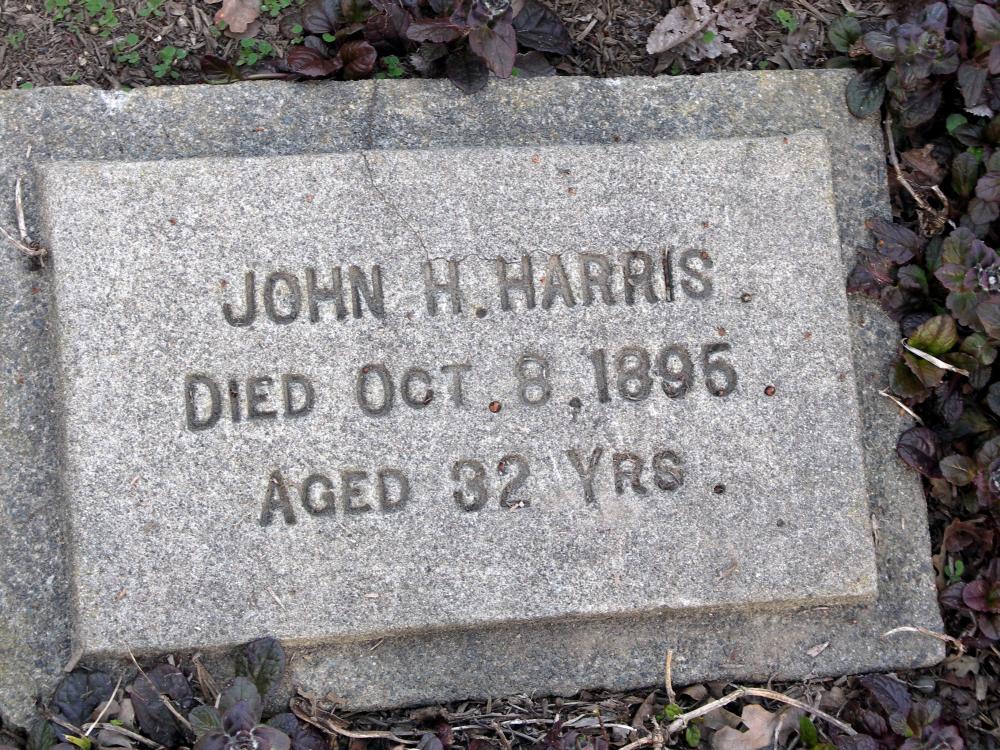 JOHN H. HARRIS.
DIED OCT. 8, 1895.
AGED 32 YRS.